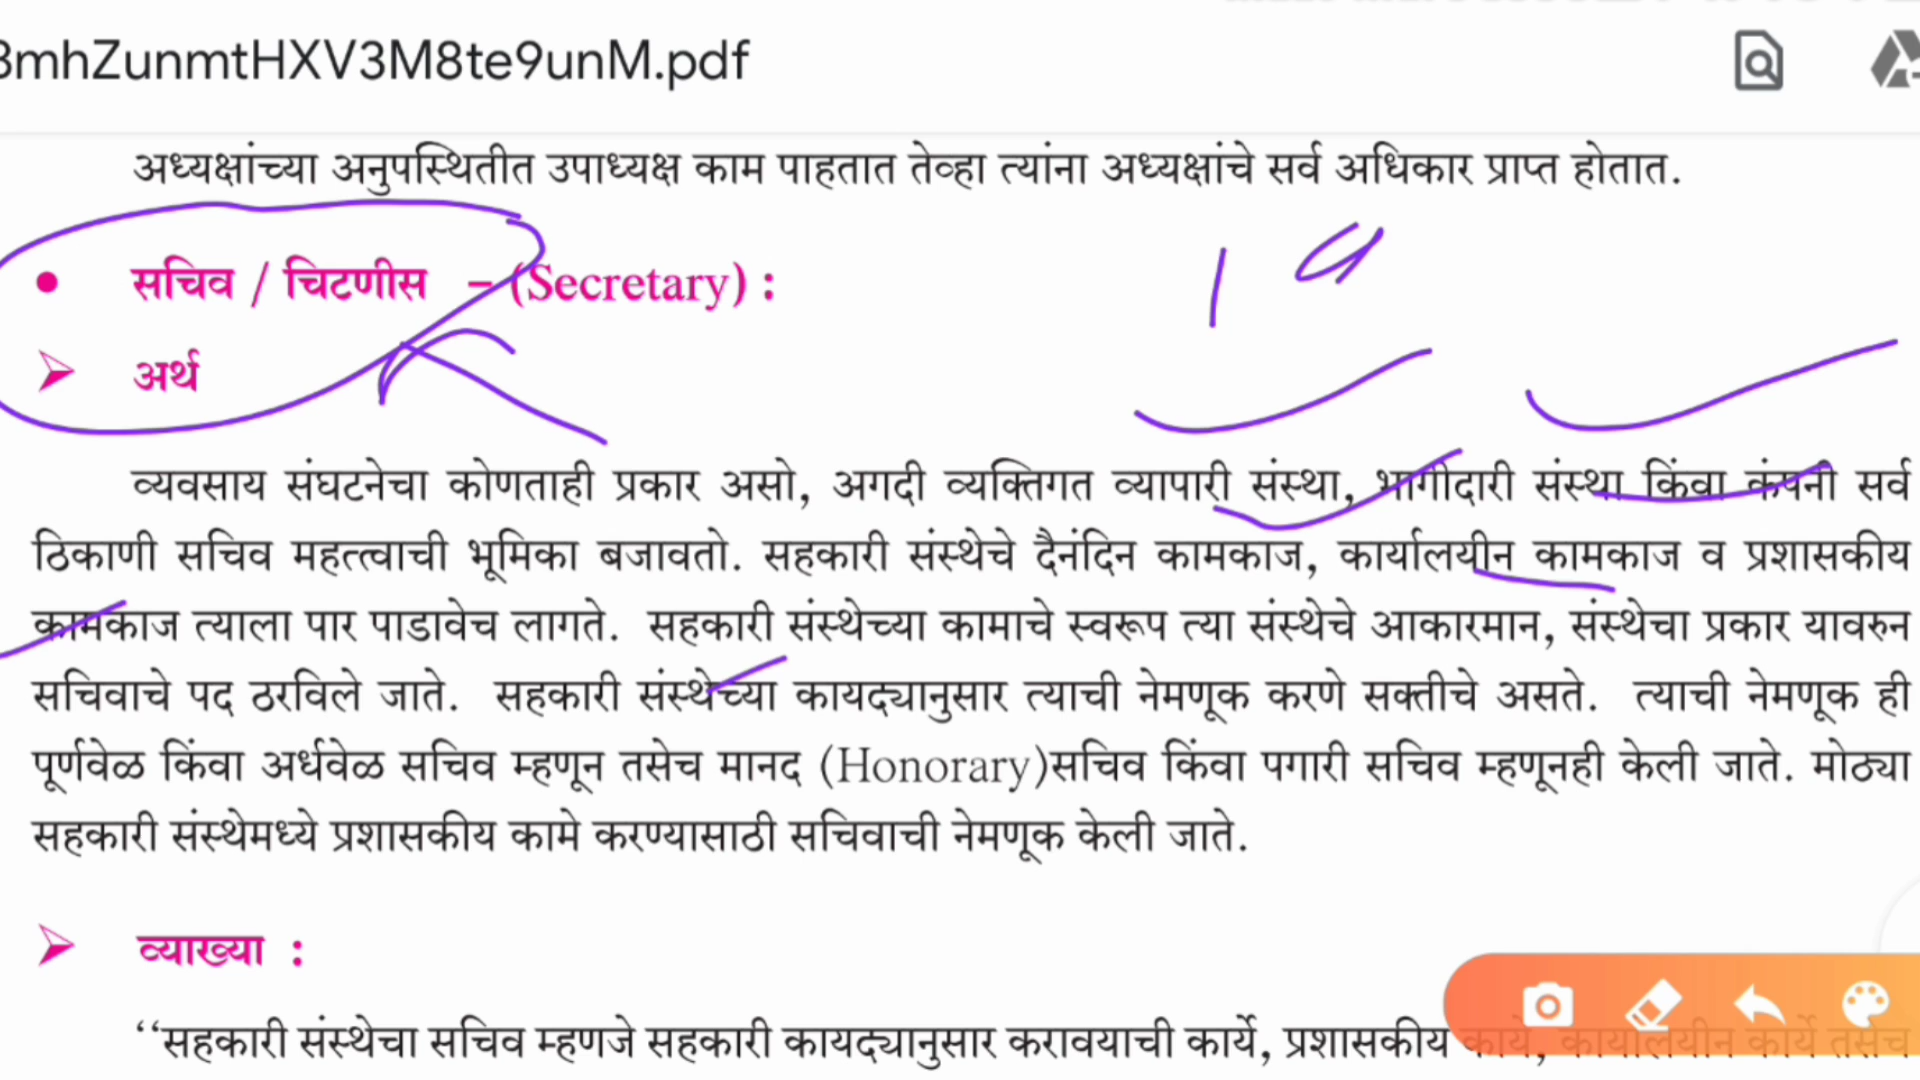 3mhZunmtHXV3M8te9unM.pdf
अध्यक्षांच्या अनुपस्थितीत उपाध्यक्ष काम पाहतात तेव्हा त्यांना अध्यक्षांचे सर्व अधिकार प्राप्त होतात.
• सचिव / चिटणीस – (Secretary) :
➢ अर्थ
व्यवसाय संघटनेचा कोणताही प्रकार असो, अगदी व्यक्तिगत व्यापारी संस्था, भागीदारी संस्था किंवा कंपनी सर्व
ठिकाणी सचिव महत्त्वाची भूमिका बजावतो. सहकारी संस्थेचे दैनंदिन कामकाज, कार्यालयीन कामकाज व प्रशासकीय
कामकाज त्याला पार पाडावेच लागते. सहकारी संस्थेच्या कामाचे स्वरूप त्या संस्थेचे आकारमान, संस्थेचा प्रकार यावरुन
सचिवाचे पद ठरविले जाते. सहकारी संस्थेच्या कायद्यानुसार त्याची नेमणूक करणे सक्तीचे असते. त्याची नेमणूक ही
पूर्णवेळ किंवा अर्धवेळ सचिव म्हणून तसेच मानद (Honorary)सचिव किंवा पगारी सचिव म्हणूनही केली जाते. मोठ्या
सहकारी संस्थेमध्ये प्रशासकीय कामे करण्यासाठी सचिवाची नेमणूक केली जाते.
➢ व्याख्या :
‘‘सहकारी संस्थेचा सचिव म्हणजे सहकारी कायद्यानुसार करावयाची कार्ये, प्रशासकीय कार्ये, कार्यालयीन कार्ये तसेच